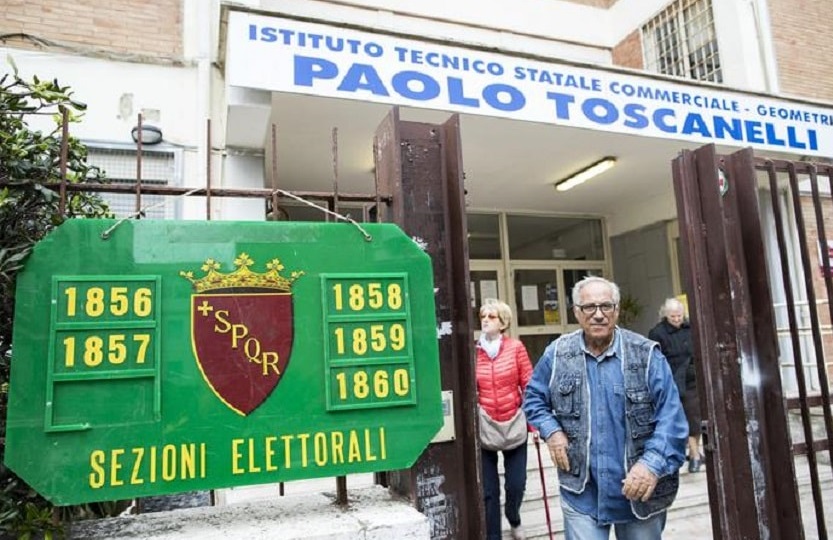 ISTITUTO TECNICO STATALE COMMERCIALE - GEOMETRI
PAOLO TOSCANELLI
1856
1857
SPQR
1858
1859
1860
SEZIONI ELETTORALI